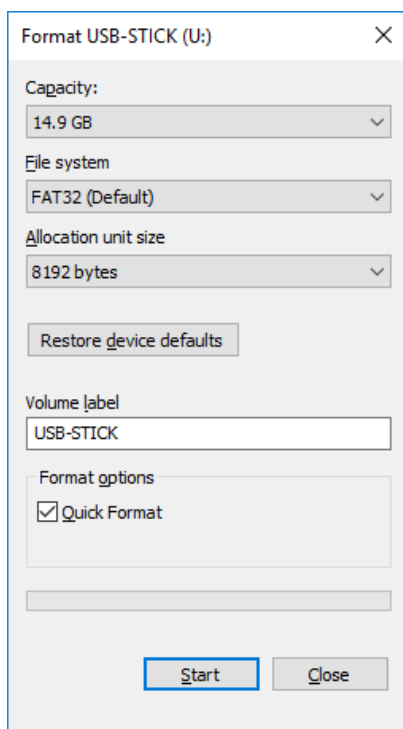 Format USB-STICK (U:)
Capacity:
14.9 GB
File system
FAT32 (Default)
Allocation unit size
8192 bytes
Restore device defaults
Volume label
USB-STICK
Format options
Quick Format
Start
Close